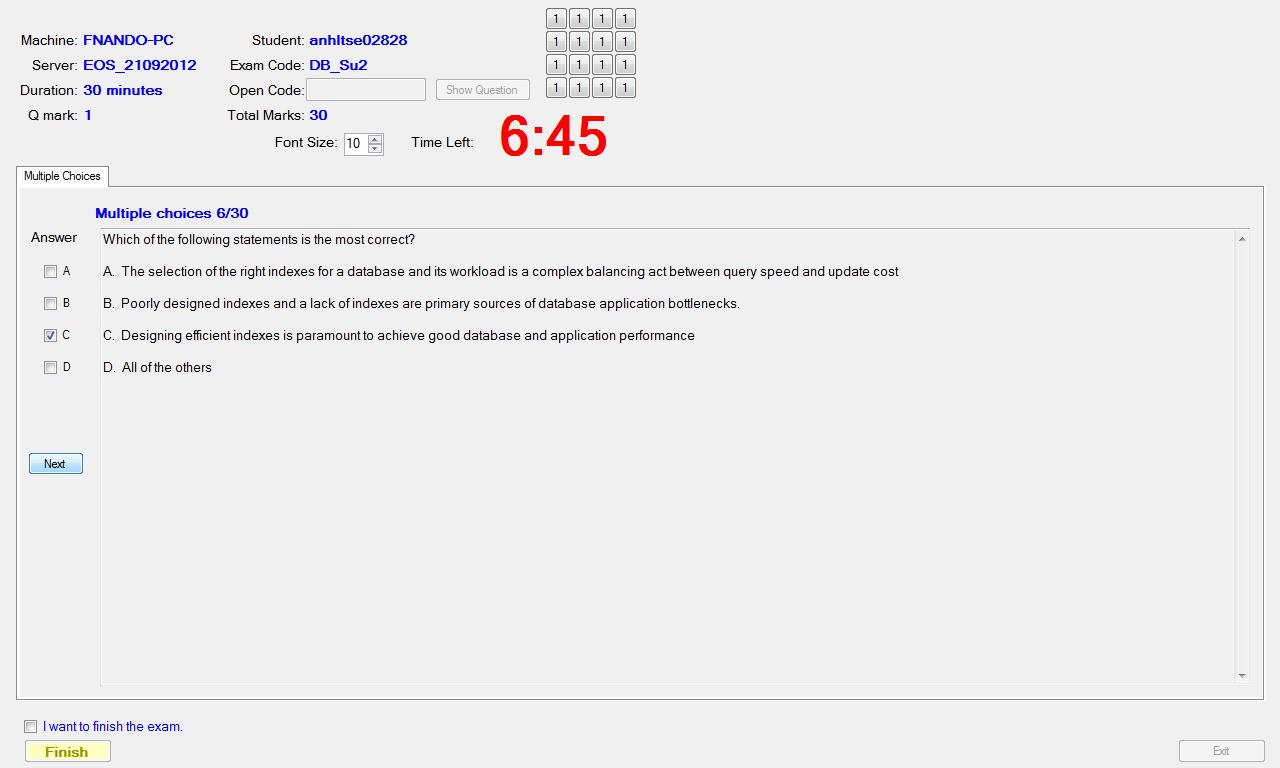 Machine: FNANDO-PC Student: anhltse02828
Server: EOS_21092012 Exam Code: DB_Su2
Duration: 30 minutes Open Code: Show Question
Q mark: 1 Total Marks: 30
Font Size: 10 Time Left: 6:45
1 1 1 1
1 1 1 1
1 1 1 1
1 1 1 1
Multiple Choices
Multiple choices 6/30
Answer
Which of the following statements is the most correct?
A A. The selection of the right indexes for a database and its workload is a complex balancing act between query speed and update cost
B B. Poorly designed indexes and a lack of indexes are primary sources of database application bottlenecks.
C C. Designing efficient indexes is paramount to achieve good database and application performance
D D. All of the others
Next
I want to finish the exam.
Finish Exit